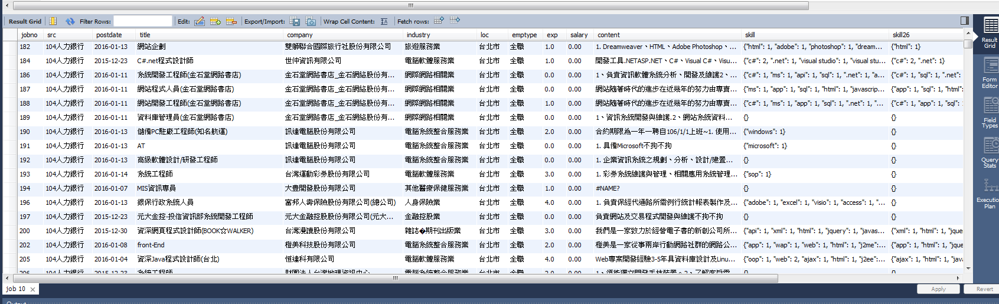 Result Grid Filter Rows: Edit: Export/Import: Wrap Cell Content: Fetch rows:
jobno src postdate title company industry loc emptype exp salary content skill skill26
182 104人力銀行 2016-01-13 網站企劃 雙獅聯合國際旅行社股份有限公司 旅遊服務業 台北市 全職 1.0 0.00 1. Dreamweaver、HTML、Adobe Photoshop、... {"html": 1, "adobe": 1, "photoshop": 1, "dream... {"html": 1}
184 104人力銀行 2015-12-23 C#.net程式設計師 世仲資訊有限公司 電腦軟體服務業 台北市 全職 1.0 0.00 開發工具.NETASP.NET、C#、Visual C#、Visu... {"c#": 2, ".net": 1, "visual studio": 1, "visual stu... {"c#": 2, ".net": 1}
186 104人力銀行 2016-01-11 系統開發工程師(金石堂網路書店) 金石堂網路書店_金石網絡股份有... 網際網路相關業 台北市 全職 0.0 0.00 1、負責資訊軟體系統分析、開發及維護2、... {"c#": 1, "ms": 1, "api": 1, "sql": 1, ".net": 1, "a... {"c#": 1, "sql": 1, ".net":
187 104人力銀行 2016-01-11 網站程式人員(金石堂網路書店) 金石堂網路書店_金石網絡股份有... 網際網路相關業 台北市 全職 0.0 0.00 網站隨著時代的進步在近幾年的努力由專賣... {"ms": 1, "app": 1, "sql": 1, "html": 1, "javascrip... {"app": 1, "sql": 1, "html":
188 104人力銀行 2016-01-11 網站開發工程師(金石堂網路書店) 金石堂網路書店_金石網絡股份有... 網際網路相關業 台北市 全職 1.0 0.00 網站隨著時代的進步在近幾年的努力由專賣... {"c#": 1, "ms": 1, "app": 1, "sql": 1, ".net": 1, "... {"c#": 1, "app": 1, "sql":
189 104人力銀行 2016-01-11 資料庫管理員(金石堂網路書店) 金石堂網路書店_金石網絡股份有... 網際網路相關業 台北市 全職 0.0 0.00 1、資訊系統開發與維護.2、網站系統資料... {} {}
190 104人力銀行 2016-01-13 儲備PC駐廠工程師(知名航運) 訊達電腦股份有限公司 電腦系統整合服務業 台北市 全職 2.0 0.00 合約期限為一年一聘自106/1/1上班~1. 使用... {"windows": 1} {}
191 104人力銀行 2016-01-13 AT 訊達電腦股份有限公司 電腦系統整合服務業 台北市 全職 0.0 0.00 1. 具備Microsoft不拘不拘 {"microsoft": 1} {}
192 104人力銀行 2016-01-13 高級軟體設計/研發工程師 訊達電腦股份有限公司 電腦系統整合服務業 台北市 全職 0.0 0.00 1. 企業資訊系統之規劃、分析、設計/建置... {} {}
193 104人力銀行 2016-01-14 系統工程師 台灣運動彩券股份有限公司 電腦軟體服務業 台北市 全職 3.0 0.00 1. 彩券系統維護與管理、相關應用系統管理... {"sop": 1} {}
194 104人力銀行 2016-01-07 MIS資訊專員 大豊開發股份有限公司 其他醫療保健服務業 台北市 全職 1.0 0.00 #NAME? {} {}
196 104人力銀行 2016-01-13 銀保行政系統人員 富邦人壽保險股份有限公司(總公司) 人身保險業 台北市 全職 4.0 0.00 1. 負責保經代通路所需例行統計報表製作及... {"adobe": 1, "excel": 1, "visio": 1, "access": 1, "... {}
197 104人力銀行 2015-12-23 元大金控-投信資訊部系統開發工程師 元大金融控股股份有限公司(元大... 金融控股業 台北市 全職 0.0 0.00 負責網站及交易程式開發與維護不拘不拘 {} {}
200 104人力銀行 2015-12-30 資深網頁程式設計師(BOOK☆WALKER) 台灣漫讀股份有限公司 雜誌�期刊出版業 台北市 全職 3.0 0.00 我們是一家致力於經營電子書的新創公司所... {"api": 1, "xml": 1, "html": 1, "jquery": 1, "javas... {"xml": 1, "html": 1, "jque
202 104人力銀行 2016-01-08 front-End 橙美科技股份有限公司 電腦系統整合服務業 台北市 全職 2.0 0.00 橙美是一家從事兩岸行動網路社群的網路公... {"app": 1, "wap": 1, "web": 1, "html": 1, "j2me": ... {"app": 1, "html": 1, "jque
205 104人力銀行 2016-01-04 資深Java程式設計師(台北) 恒達科有限公司 電腦軟體服務業 台北市 全職 4.0 0.00 Web專案開發經驗3-5年具資料庫設計及Linu... {"oop": 1, "web": 2, "ajax": 1, "html": 1, "j2ee":... {"ajax": 1, "html": 1, "java
206 104人力銀行 2015-12-23 系統工程師 財團法人台灣地理資訊中心 電腦系統整合服務業 台北市 全職 {} {}
job 10
Apply Revert
Result
Grid
Form
Editor
Field
Types
Query
Stats
Executio
Plan
Output